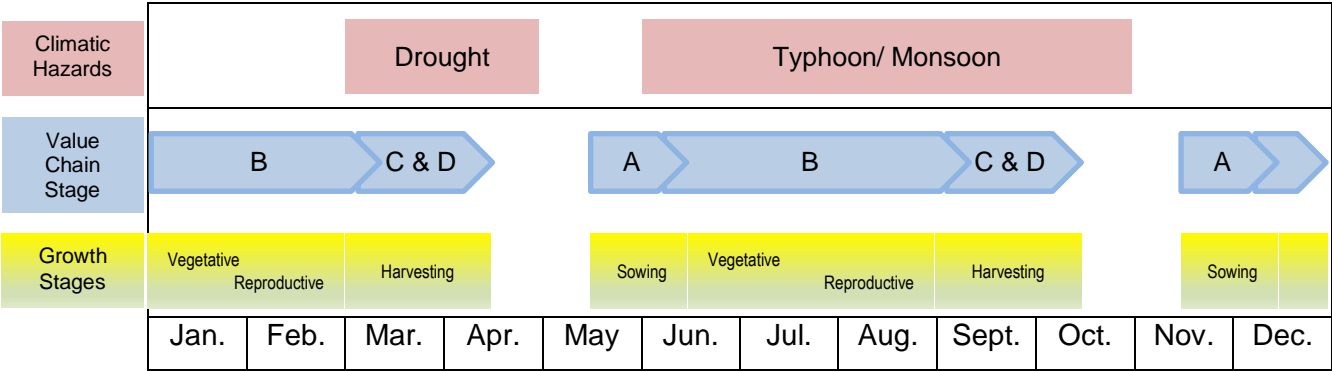 Climatic
Hazards
Drought
Typhoon/ Monsoon
Value
Chain
Stage
B
C & D
A
B
C & D
A
Growth
Stages
Vegetative
Reproductive
Harvesting
Sowing
Vegetative
Reproductive
Harvesting
Sowing
Jan.
Feb.
Mar.
Apr.
May
Jun.
Jul.
Aug.
Sept.
Oct.
Nov.
Dec.